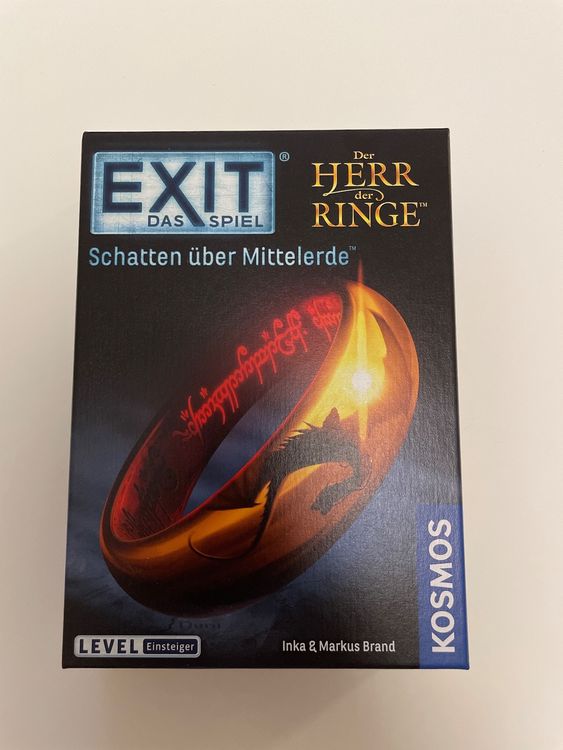 EXIT®
DAS SPIEL
Der
HERR
der
RINGE™
Schatten über Mittelerde™
KOSMOS
LEVEL Einsteiger
Inka & Markus Brand